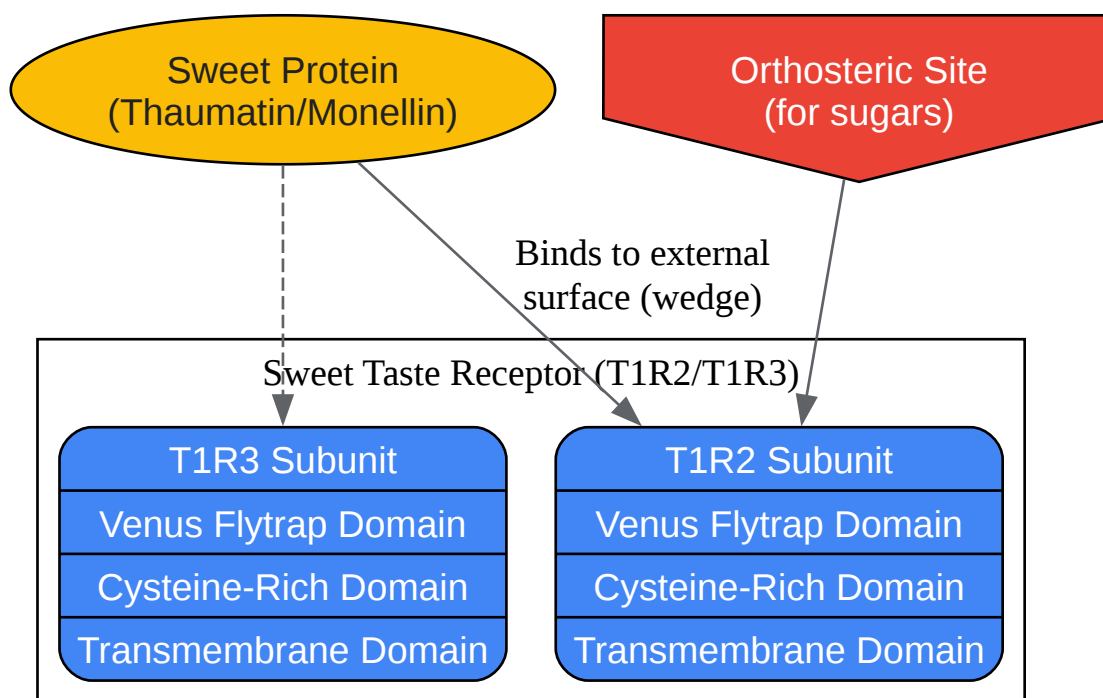 Sweet Protein
(Thaumatin/Monellin)
Orthosteric Site
(for sugars)
Binds to external
surface (wedge)
Sweet Taste Receptor (T1R2/T1R3)
T1R3 Subunit
Venus Flytrap Domain
Cysteine-Rich Domain
Transmembrane Domain
T1R2 Subunit
Venus Flytrap Domain
Cysteine-Rich Domain
Transmembrane Domain